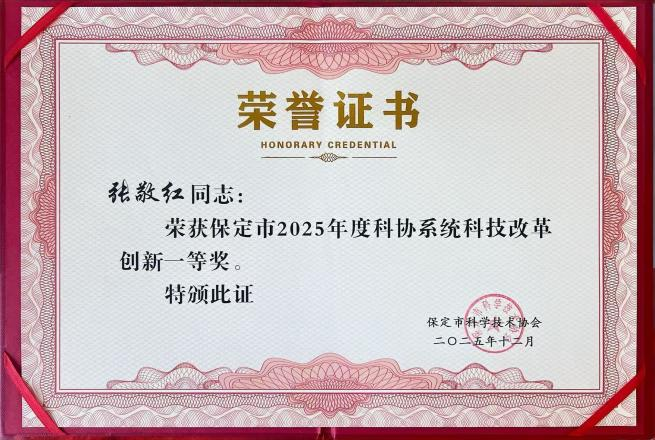 荣誉证书
HONORARY CREDENTIAL
张敬红同志：
荣获保定市2025年度科协系统科技改革
创新一等奖。
特颁此证
保定市科学技术协会
二〇二五年十二月